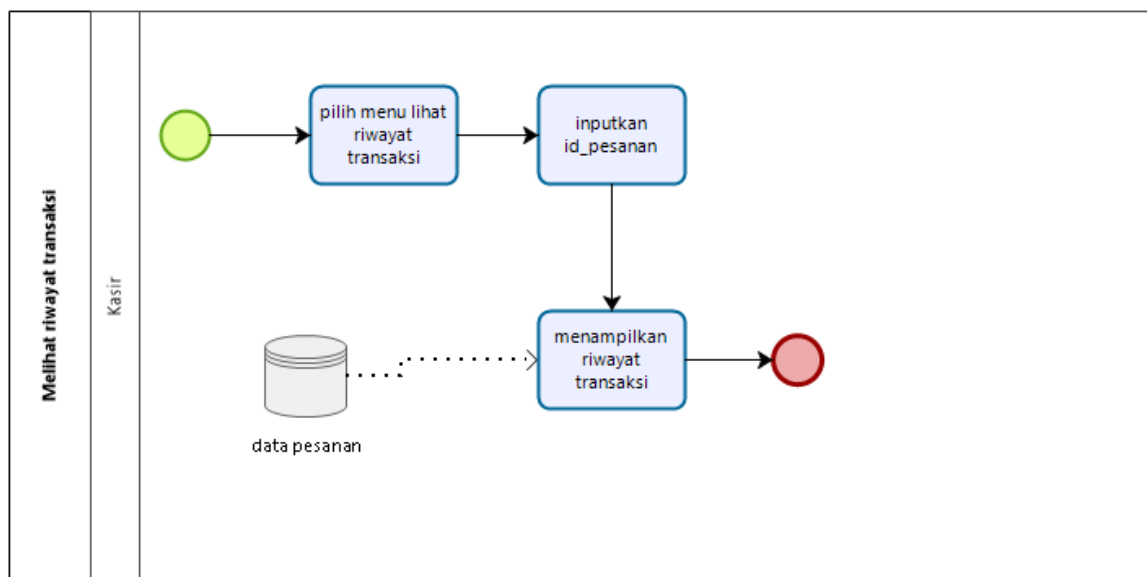 Melihat riwayat transaksi
Kasir
pilih menu lihat
riwayat
transaksi
inputkan
id_pesanan
menampilkan
riwayat
transaksi
data pesanan